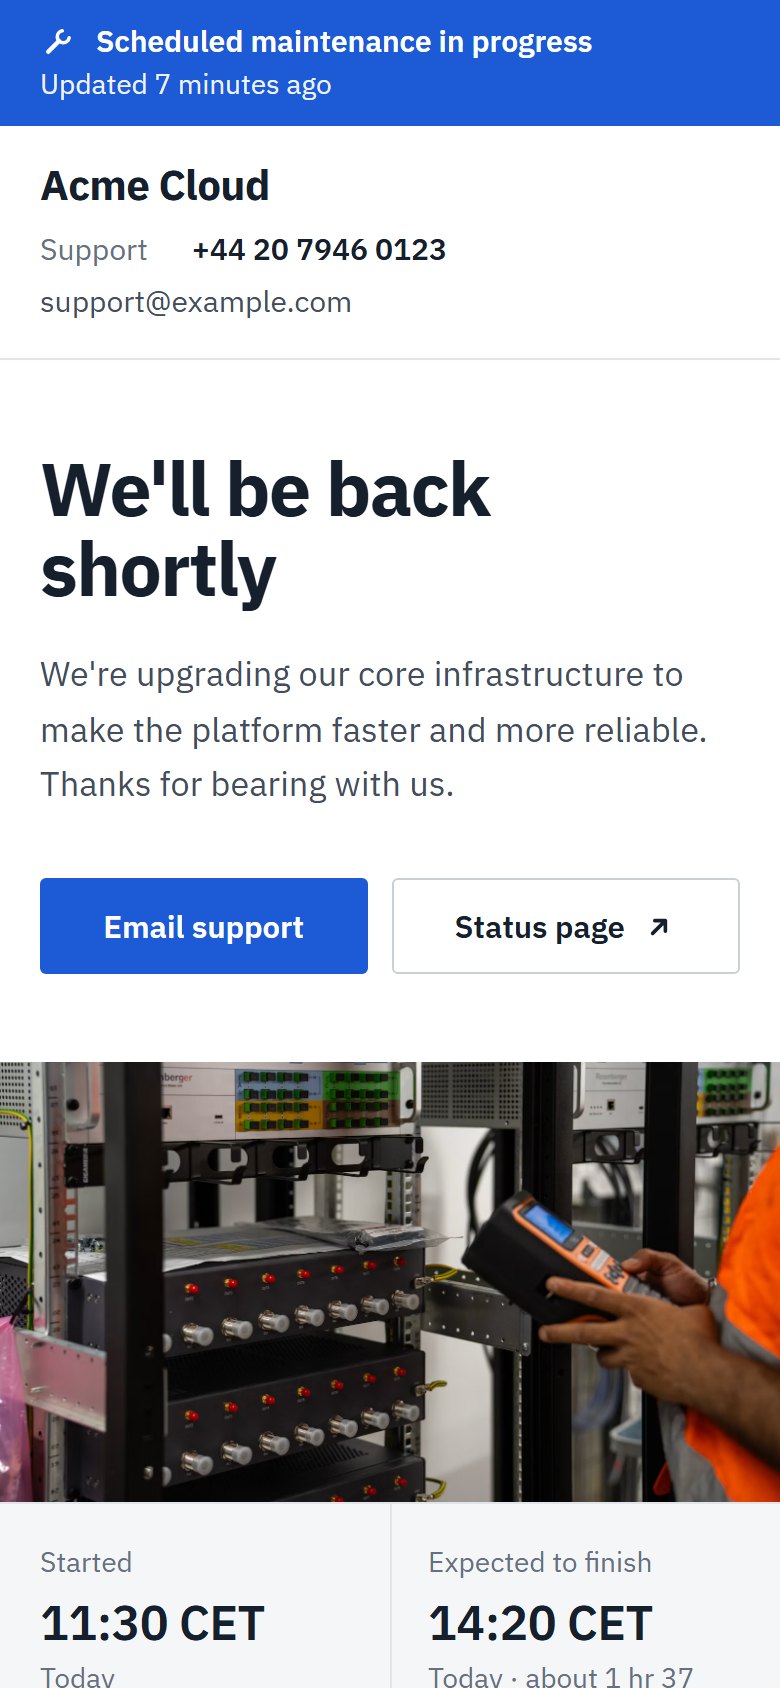 Scheduled maintenance in progress
Updated 7 minutes ago
Acme Cloud
Support +44 20 7946 0123
support@example.com
We'll be back
shortly
We're upgrading our core infrastructure to
make the platform faster and more reliable.
Thanks for bearing with us.
Email support
Status page
Started
11:30 CET
Today
Expected to finish
14:20 CET
Today · about 1 hr 37